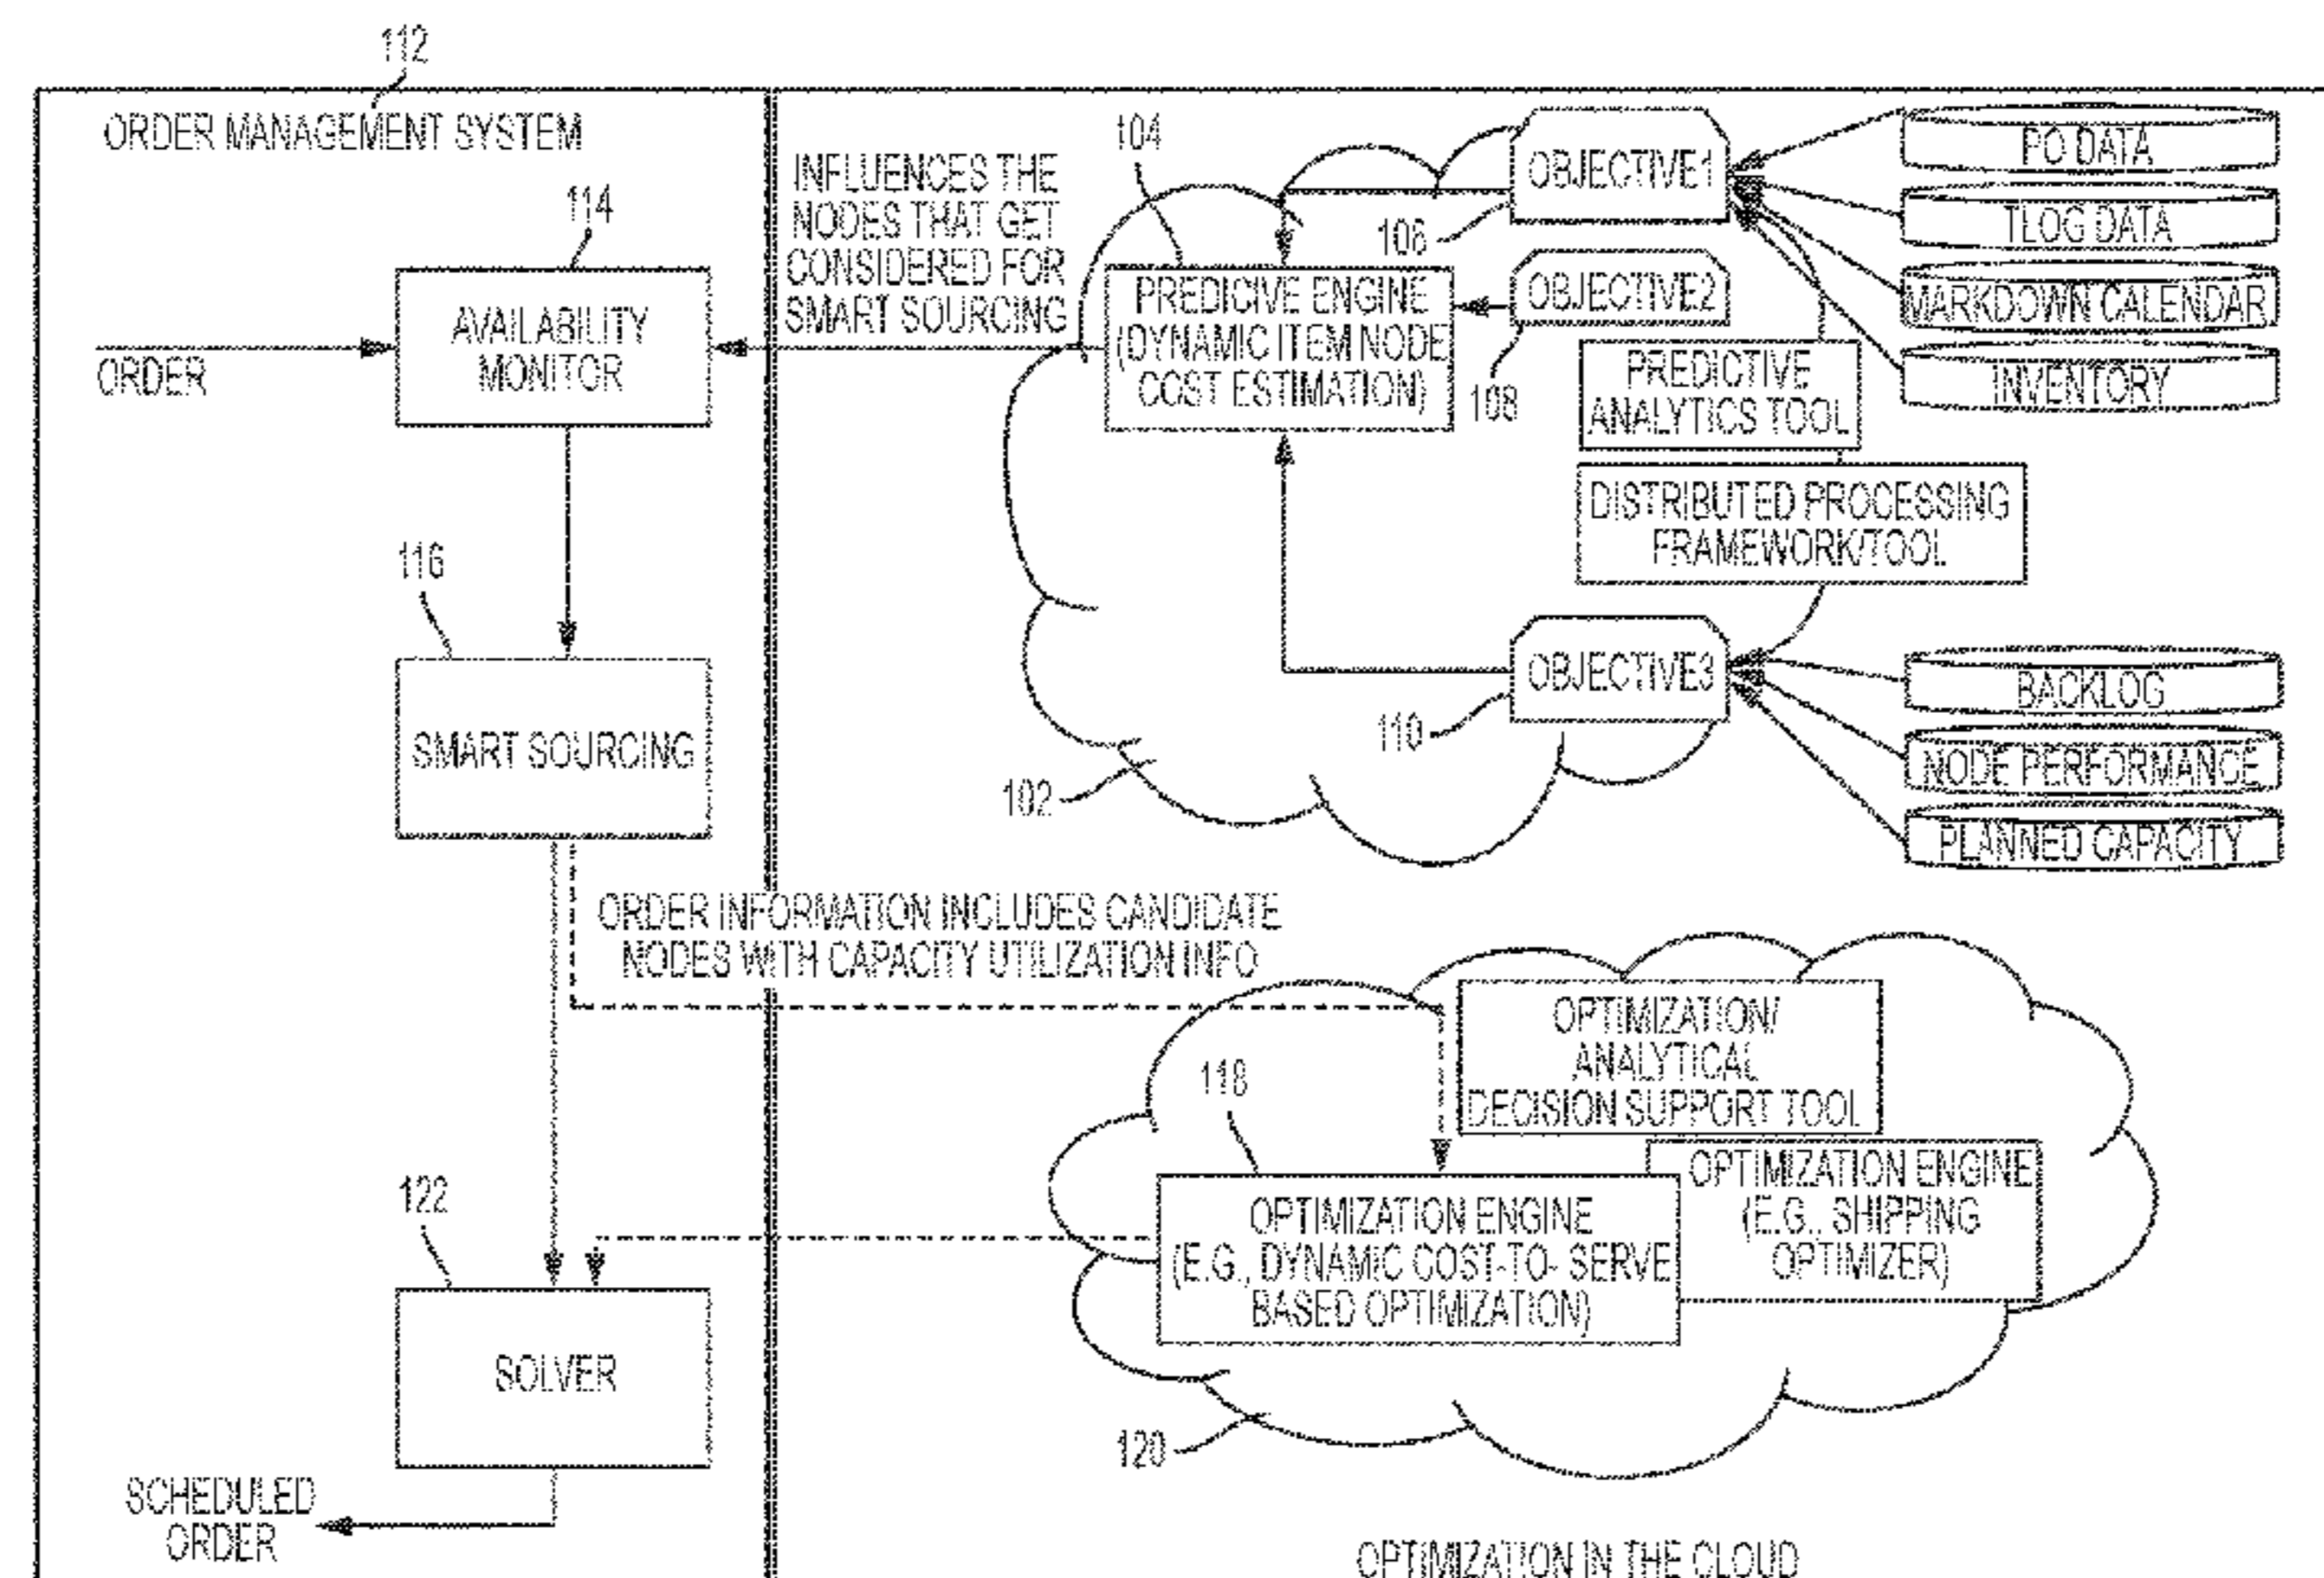 112
ORDER MANAGEMENT SYSTEM
114
AVAILABILITY
MONITOR
ORDER
116
SMART SOURCING
122
SOLVER
SCHEDULED
ORDER
INFLUENCES THE
NODES THAT GET
CONSIDERED FOR
SMART SOURCING
104
PREDICIVE ENGINE
(DYNAMIC ITEM NODE
COST ESTIMATION)
OBJECTIVE1
106
OBJECTIVE2
108
PO DATA
TLOG DATA
MARKDOWN CALENDAR
INVENTORY
PREDICTIVE
ANALYTICS TOOL
DISTRIBUTED PROCESSING
FRAMEWORK/TOOL
OBJECTIVE3
110
102
BACKLOG
NODE PERFORMANCE
PLANNED CAPACITY
ORDER INFORMATION INCLUDES CANDIDATE
NODES WITH CAPACITY UTILIZATION INFO
OPTIMIZATION/
ANALYTICAL
DECISION SUPPORT TOOL
118
OPTIMIZATION ENGINE
(E.G., DYNAMIC COST-TO- SERVE
BASED OPTIMIZATION)
OPTIMIZATION ENGINE
(E.G., SHIPPING
OPTIMIZER)
120
OPTIMIZATION IN THE CLOUD